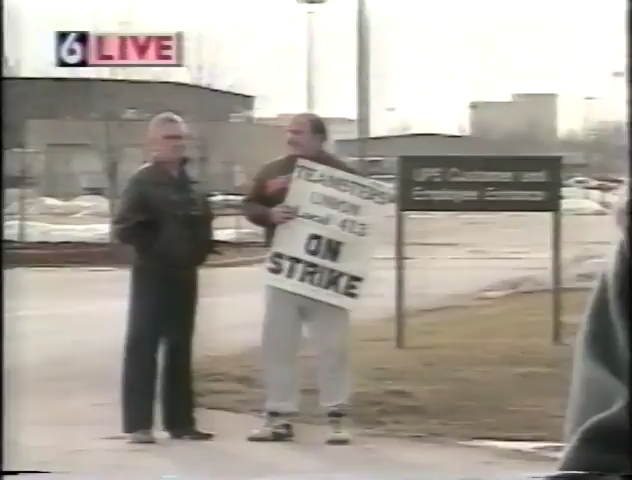 6 LIVE
TEAMSTERS
UNION
Local 413
ON
STRIKE
UPS Customer and
Employee Entrance